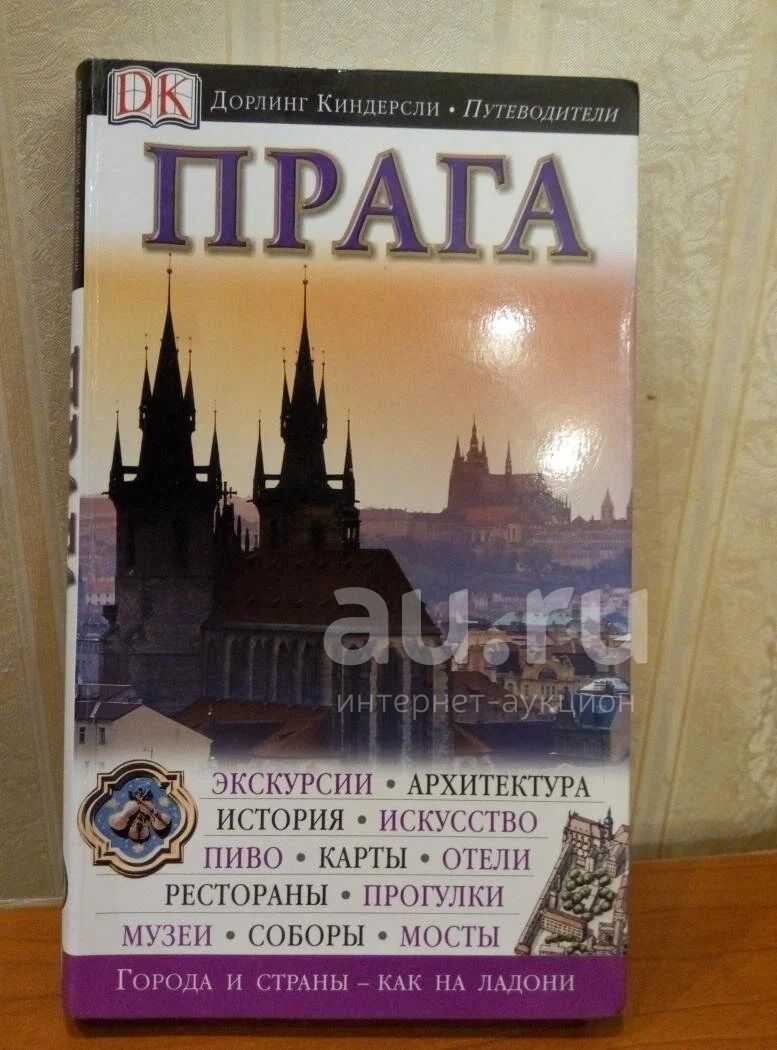 DK Дорлинг Киндерсли • Путеводители
ПРАГА
au.ru
интернет-аукцион
ЭКСКУРСИИ • АРХИТЕКТУРА
ИСТОРИЯ • ИСКУССТВО
ПИВО • КАРТЫ • ОТЕЛИ
РЕСТОРАНЫ • ПРОГУЛКИ
МУЗЕИ • СОБОРЫ • МОСТЫ
Города и страны – как на ладони